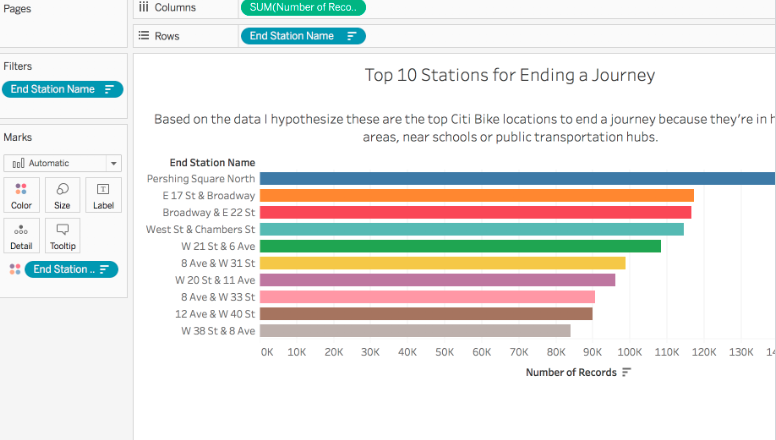 Pages
Columns
SUM(Number of Reco..
Rows
End Station Name
Filters
End Station Name
Marks
Automatic
Color
Size
Label
Detail
Tooltip
End Station ..
Top 10 Stations for Ending a Journey
Based on the data I hypothesize these are the top Citi Bike locations to end a journey because they're in h
areas, near schools or public transportation hubs.
End Station Name
Pershing Square North
E 17 St & Broadway
Broadway & E 22 St
West St & Chambers St
W 21 St & 6 Ave
8 Ave & W 31 St
W 20 St & 11 Ave
8 Ave & W 33 St
12 Ave & W 40 St
W 38 St & 8 Ave
0K 10K 20K 30K 40K 50K 60K 70K 80K 90K 100K 110K 120K 130K 14
Number of Records